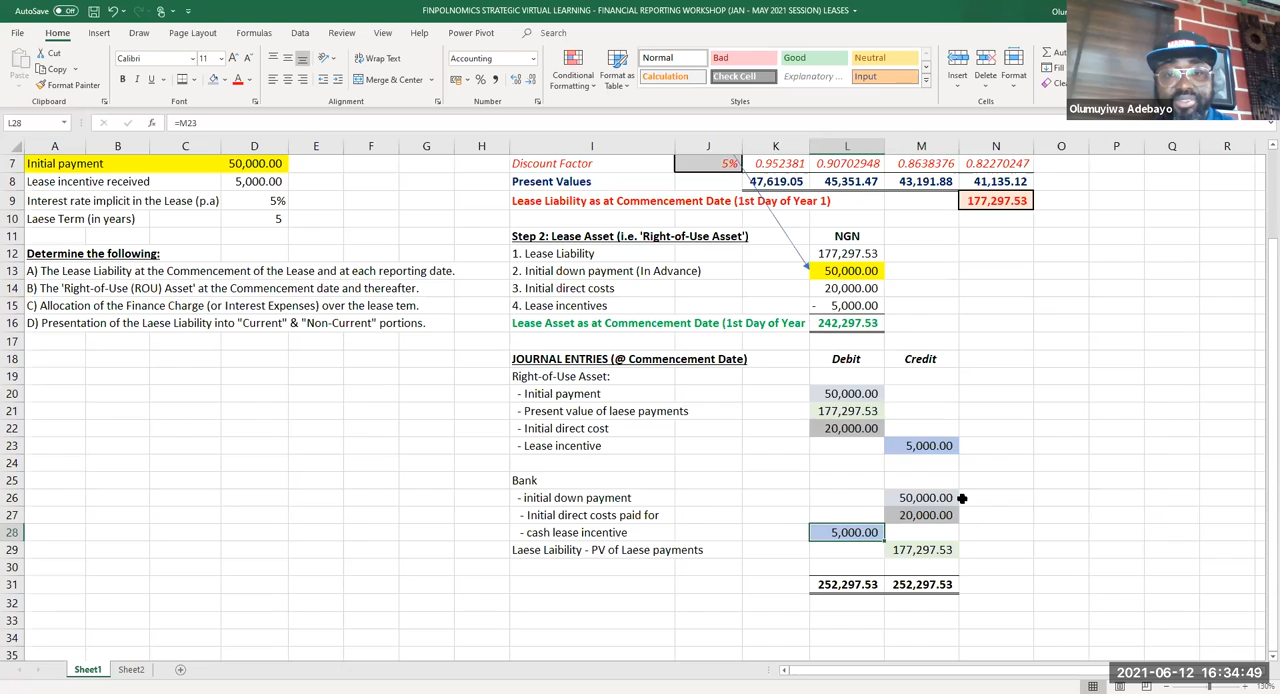 AutoSave Off FINPOLNOMICS STRATEGIC VIRTUAL LEARNING - FINANCIAL REPORTING WORKSHOP (JAN - MAY 2021 SESSION) LEASES
File Home Insert Draw Page Layout Formulas Data Review View Help Power Pivot Search
Paste Cut Copy Format Painter Clipboard
Calibri 11 B I U Font
Wrap Text Merge & Center Alignment
Accounting % Number
Conditional Formatting Format as Table
Normal Bad Good Neutral
Calculation Check Cell Explanatory ... Input
Styles
Insert Delete Format Cells
Olumuyiwa Adebayo
L28 fx =M23
A B C D E F G H I J K L M N O P Q R
7 Initial payment 50,000.00 Discount Factor 5% 0.952381 0.90702948 0.8638376 0.82270247
8 Lease incentive received 5,000.00 Present Values 47,619.05 45,351.47 43,191.88 41,135.12
9 Interest rate implicit in the Lease (p.a) 5% Lease Liability as at Commencement Date (1st Day of Year 1) 177,297.53
10 Laese Term (in years) 5
11 Step 2: Lease Asset (i.e. 'Right-of-Use Asset') NGN
12 Determine the following: 1. Lease Liability 177,297.53
13 A) The Lease Liability at the Commencement of the Lease and at each reporting date. 2. Initial down payment (In Advance) 50,000.00
14 B) The 'Right-of-Use (ROU) Asset' at the Commencement date and thereafter. 3. Initial direct costs 20,000.00
15 C) Allocation of the Finance Charge (or Interest Expenses) over the lease tem. 4. Lease incentives - 5,000.00
16 D) Presentation of the Laese Liability into "Current" & "Non-Current" portions. Lease Asset as at Commencement Date (1st Day of Year 242,297.53
17
18 JOURNAL ENTRIES (@ Commencement Date) Debit Credit
19 Right-of-Use Asset:
20 - Initial payment 50,000.00
21 - Present value of laese payments 177,297.53
22 - Initial direct cost 20,000.00
23 - Lease incentive 5,000.00
24
25 Bank
26 - initial down payment 50,000.00
27 - Initial direct costs paid for 20,000.00
28 - cash lease incentive 5,000.00
29 Laese Laibility - PV of Laese payments 177,297.53
30
31 252,297.53 252,297.53
32
33
34
35
Sheet1 Sheet2
2021-06-12 16:34:49
130%